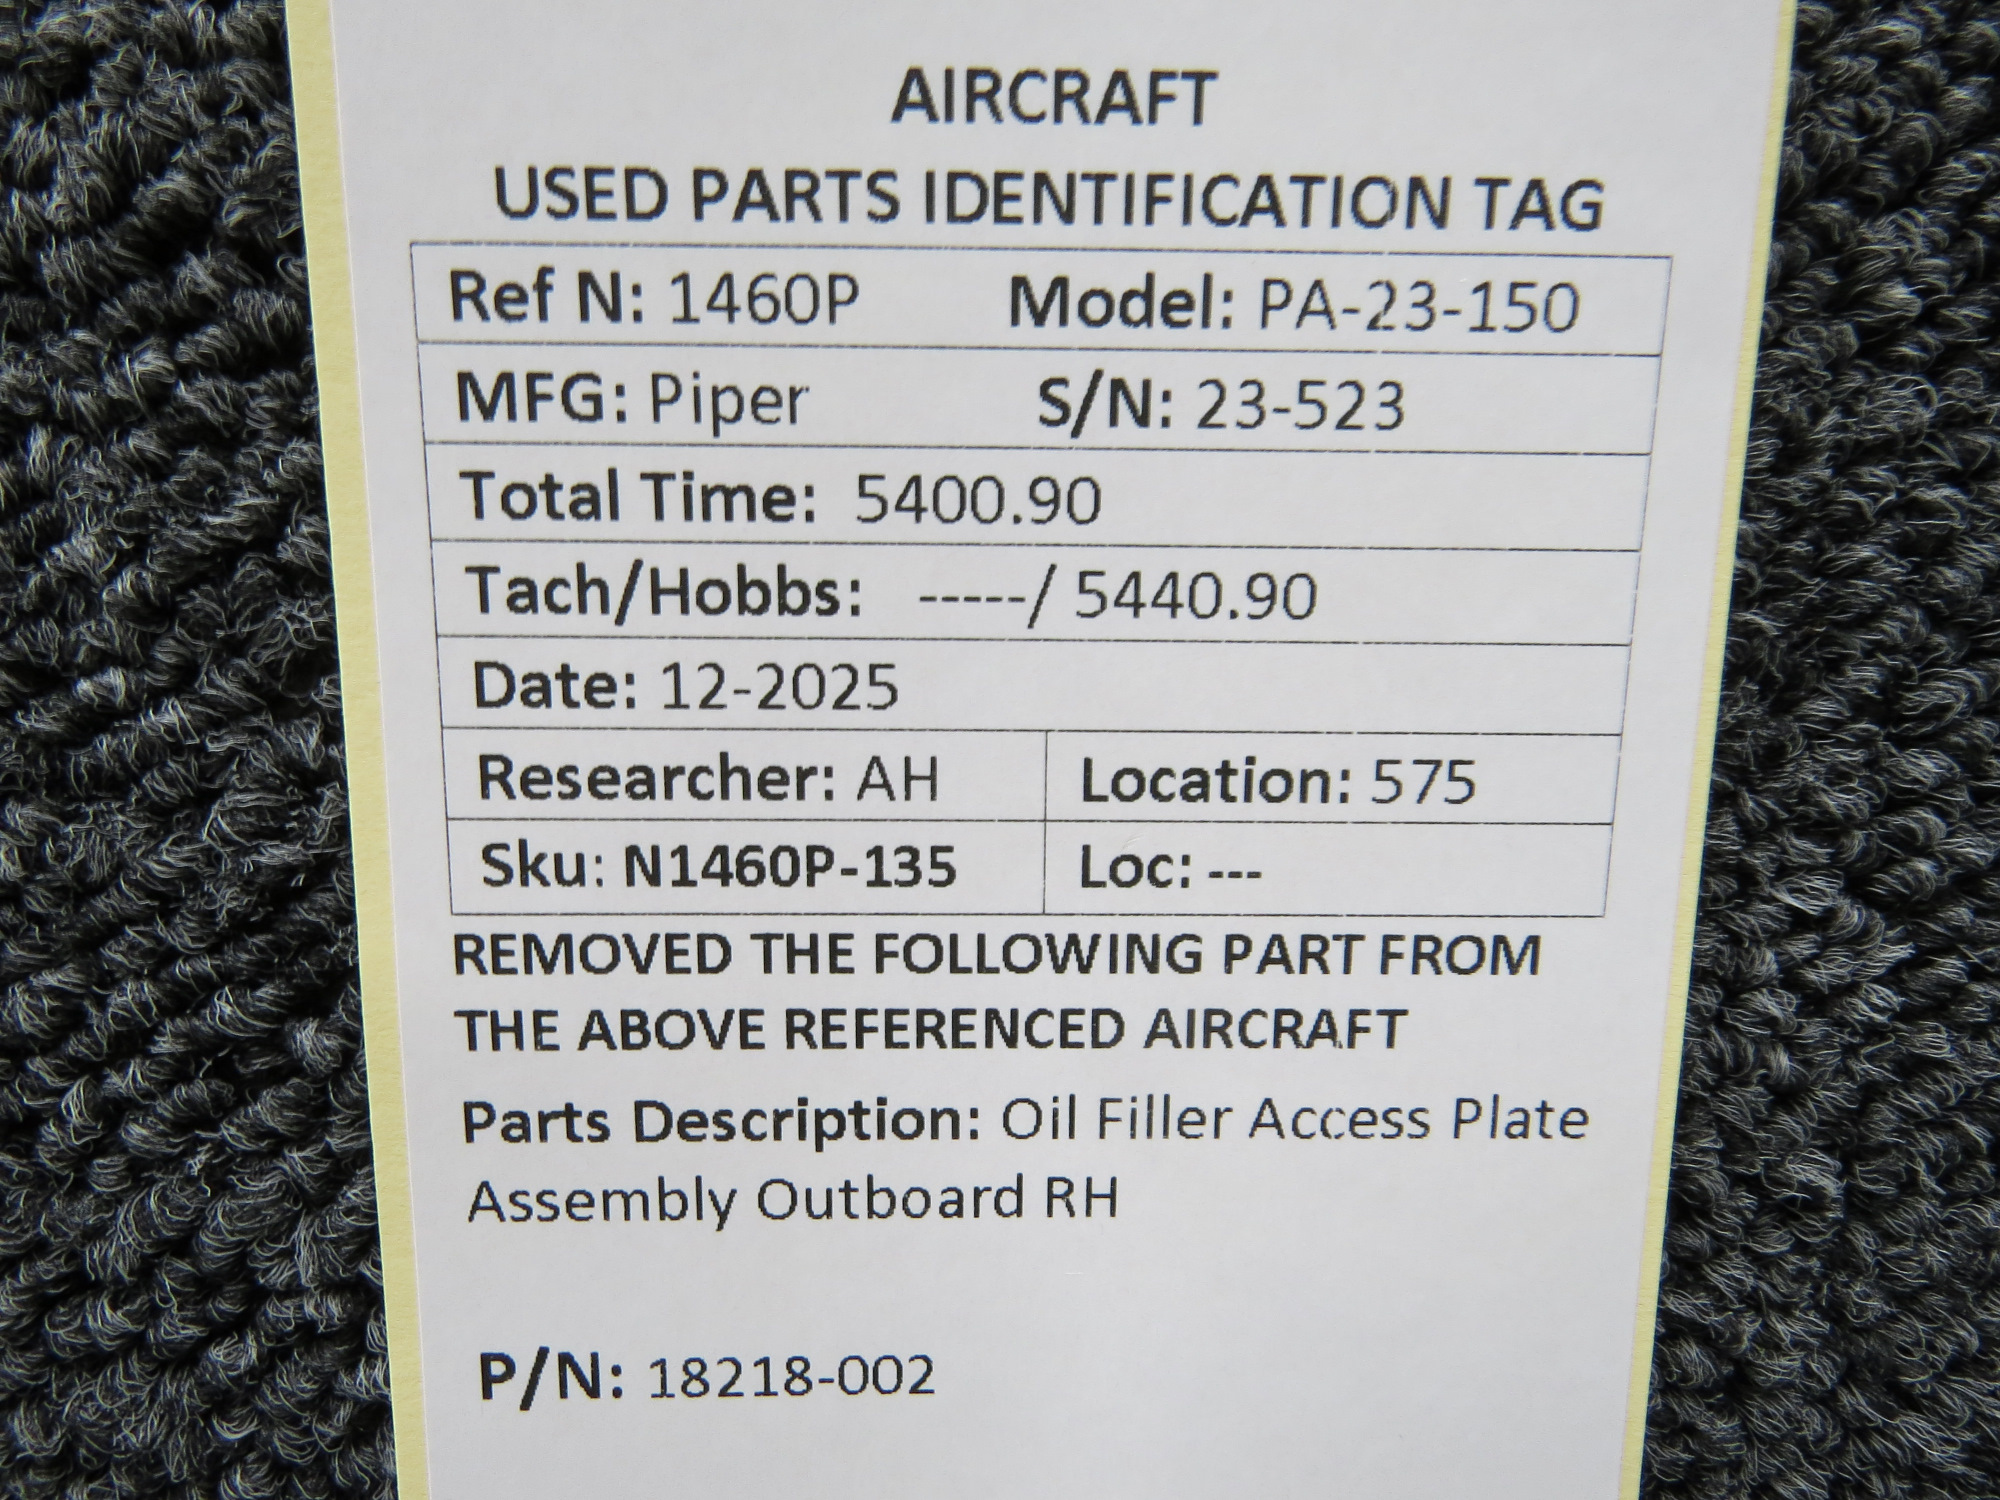 AIRCRAFT
USED PARTS IDENTIFICATION TAG
Ref N: 1460P Model: PA-23-150
MFG: Piper S/N: 23-523
Total Time: 5400.90
Tach/Hobbs: -----/ 5440.90
Date: 12-2025
Researcher: AH Location: 575
Sku: N1460P-135 Loc: ---
REMOVED THE FOLLOWING PART FROM
THE ABOVE REFERENCED AIRCRAFT
Parts Description: Oil Filler Access Plate
Assembly Outboard RH
P/N: 18218-002